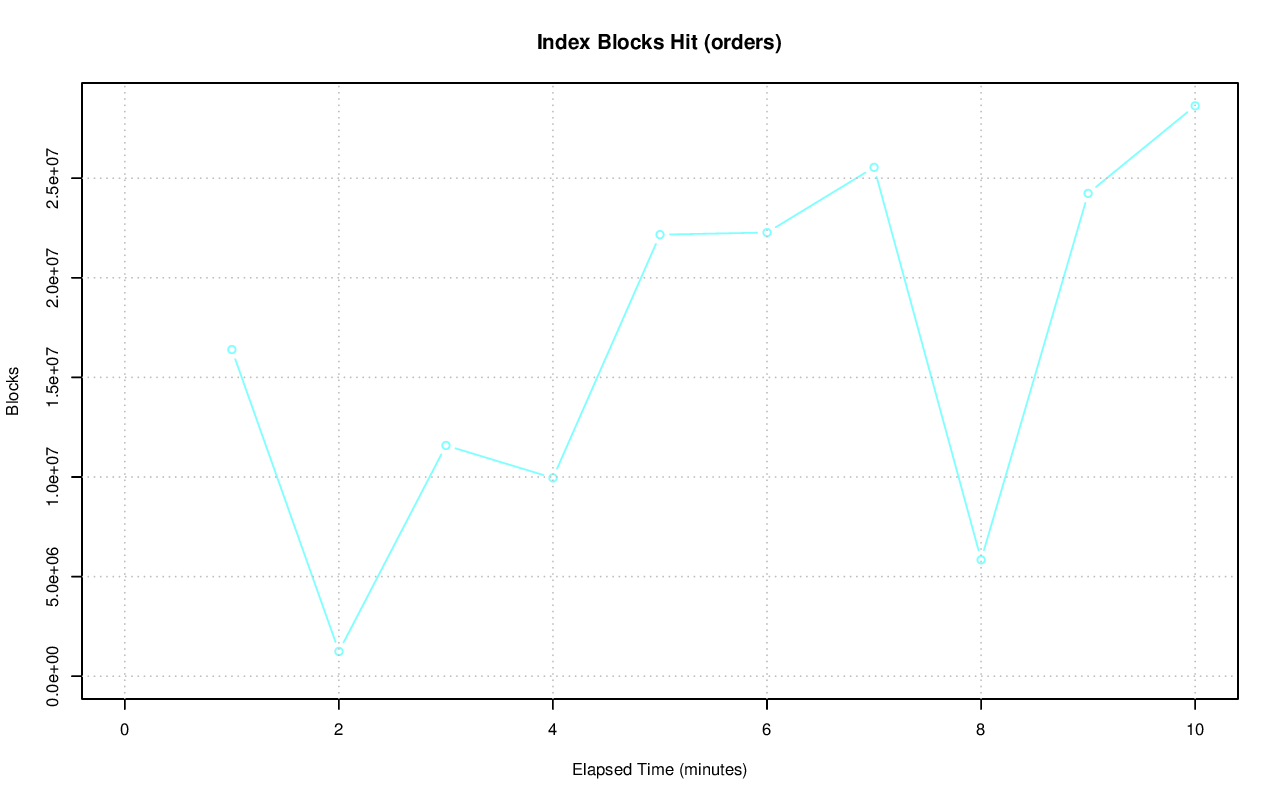 Index Blocks Hit (orders)
Blocks
2.5e+07
2.0e+07
1.5e+07
1.0e+07
5.0e+06
0.0e+00
0 2 4 6 8 10
Elapsed Time (minutes)